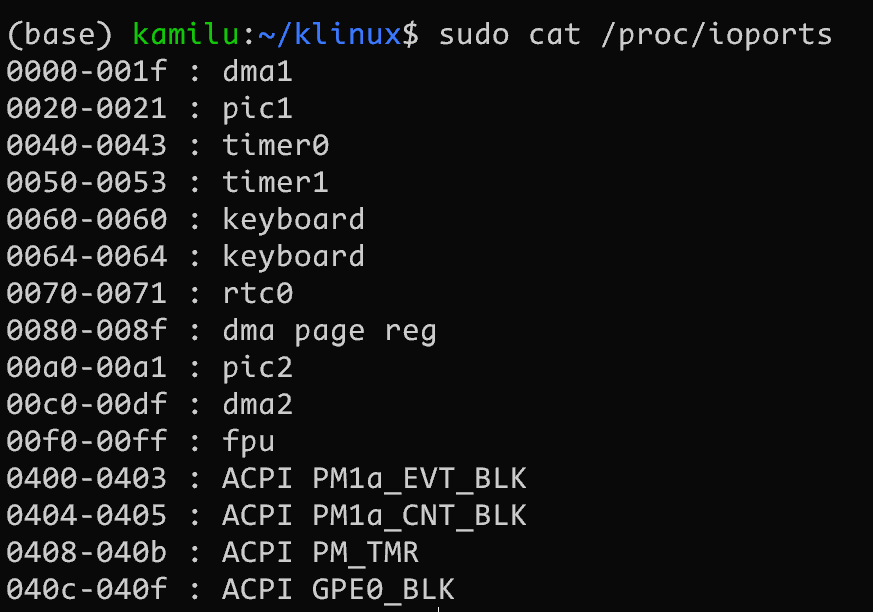 (base) kamilu:~/klinux$ sudo cat /proc/ioports
0000-001f : dma1
0020-0021 : pic1
0040-0043 : timer0
0050-0053 : timer1
0060-0060 : keyboard
0064-0064 : keyboard
0070-0071 : rtc0
0080-008f : dma page reg
00a0-00a1 : pic2
00c0-00df : dma2
00f0-00ff : fpu
0400-0403 : ACPI PM1a_EVT_BLK
0404-0405 : ACPI PM1a_CNT_BLK
0408-040b : ACPI PM_TMR
040c-040f : ACPI GPE0_BLK